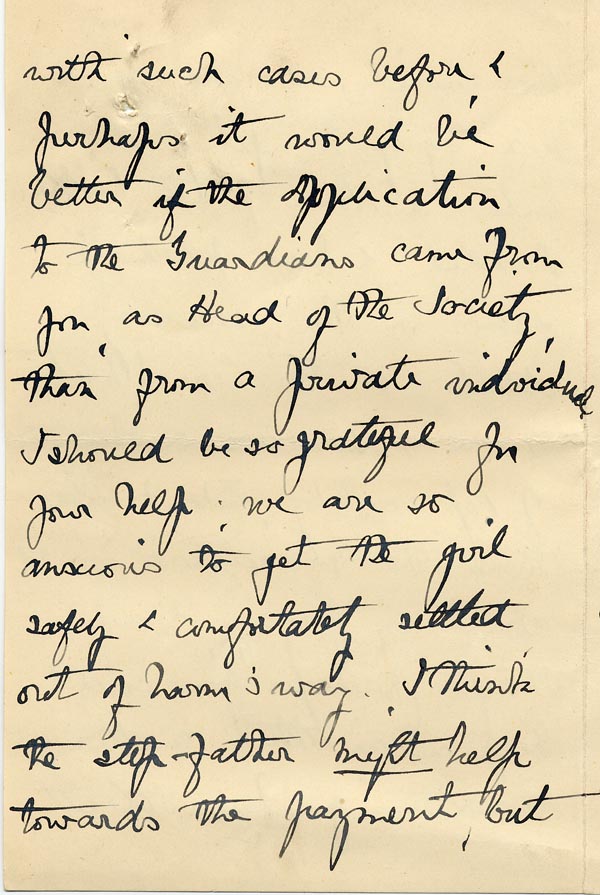 with such cases before &
perhaps it would be
better if the Application
to the Guardians came from
you, as Head of the Society,
than from a private individual
I should be so grateful for
your help. we are so
anxious to get the girl
safely & comfortably settled
out of harm's way. I think
the step-father might help
towards the payment, but